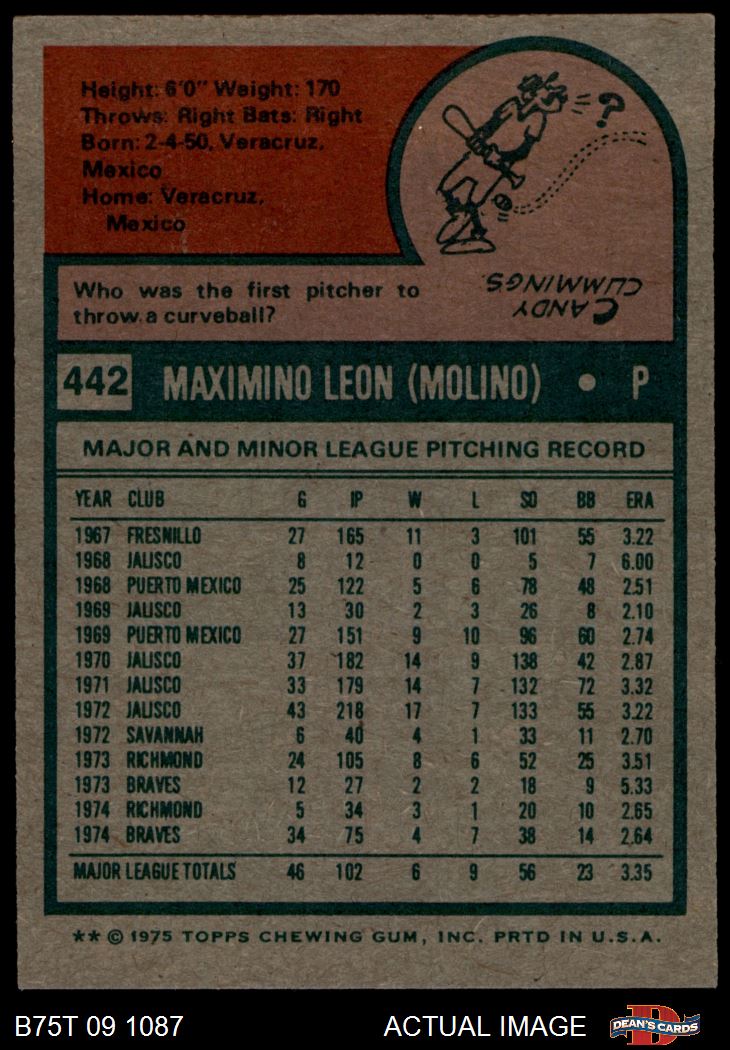 Height: 6'0" Weight: 170
Throws: Right Bats: Right
Born: 2-4-50, Veracruz,
Mexico
Home: Veracruz,
Mexico
?
Who was the first pitcher to
throw a curveball?
CANDY
CUMMINGS
442 MAXIMINO LEON (MOLINO) • P
MAJOR AND MINOR LEAGUE PITCHING RECORD
YEAR CLUB G IP W L SO BB ERA
1967 FRESNILLO 27 165 11 3 101 55 3.22
1968 JALISCO 8 12 0 0 5 7 6.00
1968 PUERTO MEXICO 25 122 5 6 78 48 2.51
1969 JALISCO 13 30 2 3 26 8 2.10
1969 PUERTO MEXICO 27 151 9 10 96 60 2.74
1970 JALISCO 37 182 14 9 138 42 2.87
1971 JALISCO 33 179 14 7 132 72 3.32
1972 JALISCO 43 218 17 7 133 55 3.22
1972 SAVANNAH 6 40 4 1 33 11 2.70
1973 RICHMOND 24 105 8 6 52 25 3.51
1973 BRAVES 12 27 2 2 18 9 5.33
1974 RICHMOND 5 34 3 1 20 10 2.65
1974 BRAVES 34 75 4 7 38 14 2.64
MAJOR LEAGUE TOTALS 46 102 6 9 56 23 3.35
** © 1975 TOPPS CHEWING GUM, INC. PRTD IN U.S.A.
B75T 09 1087 ACTUAL IMAGE DEAN'S CARDS